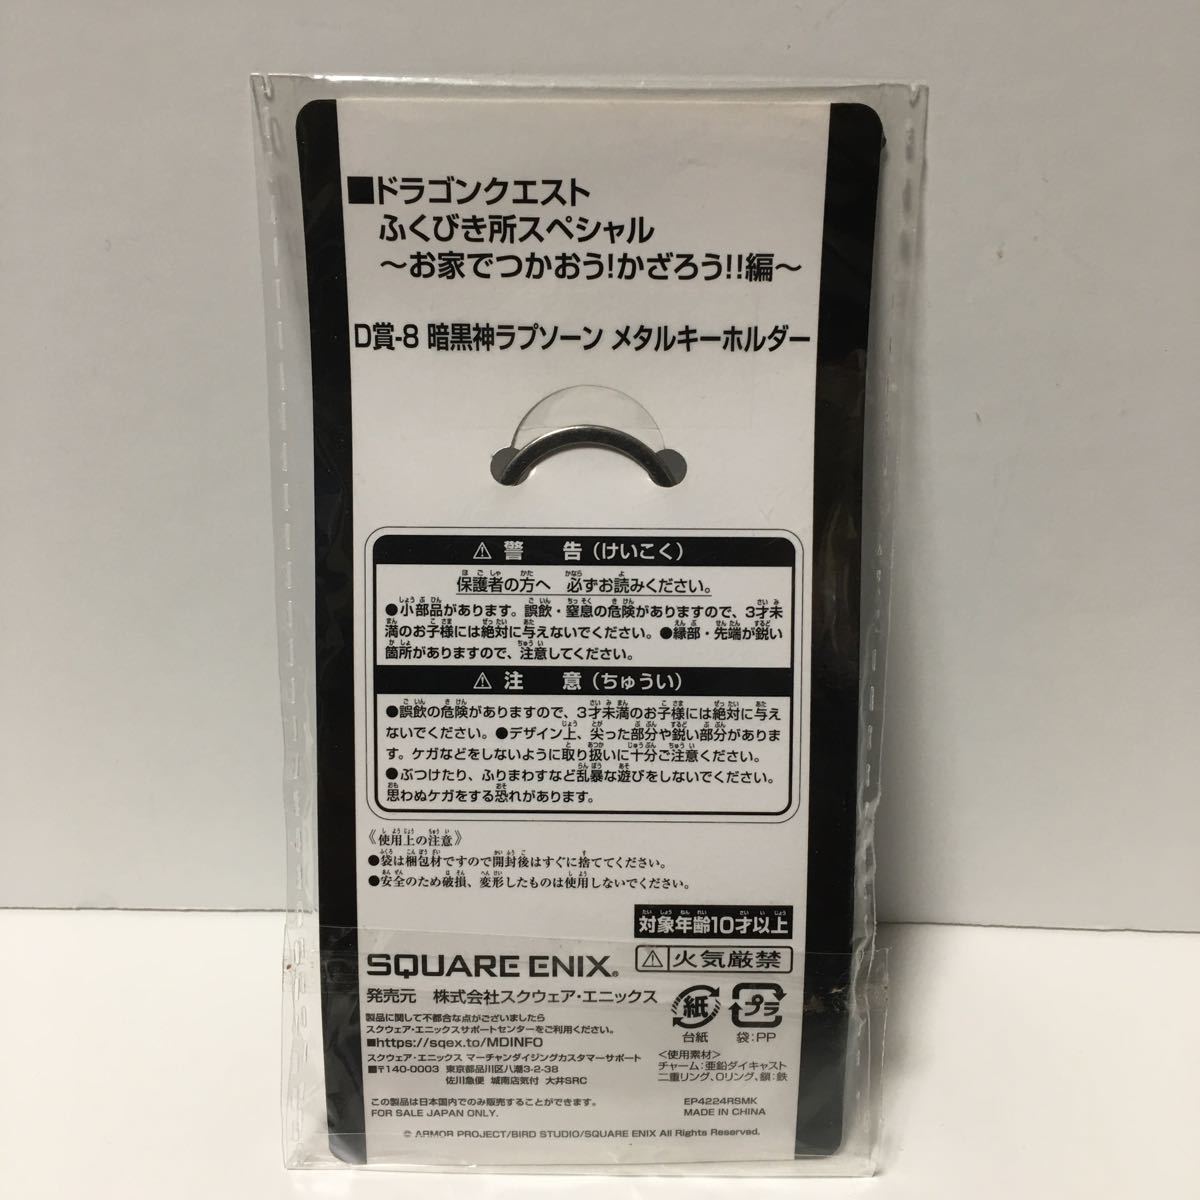 ■ドラゴンクエスト
ふくびき所スペシャル
～お家でつかおう!かざろう!!編～
D賞-8 暗黒神ラプソーン メタルキーホルダー
⚠ 警 告(けいこく)
保護者の方へ 必ずお読みください。
●小部品があります。誤飲・窒息の危険がありますので、3才未
満のお子様には絶対に与えないでください。●縁部・先端が鋭い
箇所がありますので、注意してください。
⚠ 注 意(ちゅうい)
●誤飲の危険がありますので、3才未満のお子様には絶対に与え
ないでください。●デザイン上、尖った部分や鋭い部分がありま
す。ケガなどをしないように取り扱いに十分ご注意ください。
●ぶつけたり、ふりまわすなど乱暴な遊びをしないでください。
思わぬケガをする恐れがあります。
《使用上の注意》
●袋は梱包材ですので開封後はすぐに捨ててください。
●安全のため破損、変形したものは使用しないでください。
対象年齢10才以上
⚠火気厳禁
SQUARE ENIX®
発売元 株式会社スクウェア・エニックス
紙
台紙
プラ
袋:PP
製品に関して不都合な点がございましたら
スクウェア・エニックスサポートセンターをご利用ください。
■https://sqex.to/MDINFO
スクウェア・エニックス マーチャンダイジングカスタマーサポート
■〒140-0003 東京都品川区八潮3-2-38
佐川急便 城南店気付 大井SRC
<使用素材>
チャーム:亜鉛ダイキャスト
二重リング、Oリング、鎖:鉄
この製品は日本国内でのみ販売することができます。
FOR SALE JAPAN ONLY.
EP4224RSMK
MADE IN CHINA
© ARMOR PROJECT/BIRD STUDIO/SQUARE ENIX All Rights Reserved.